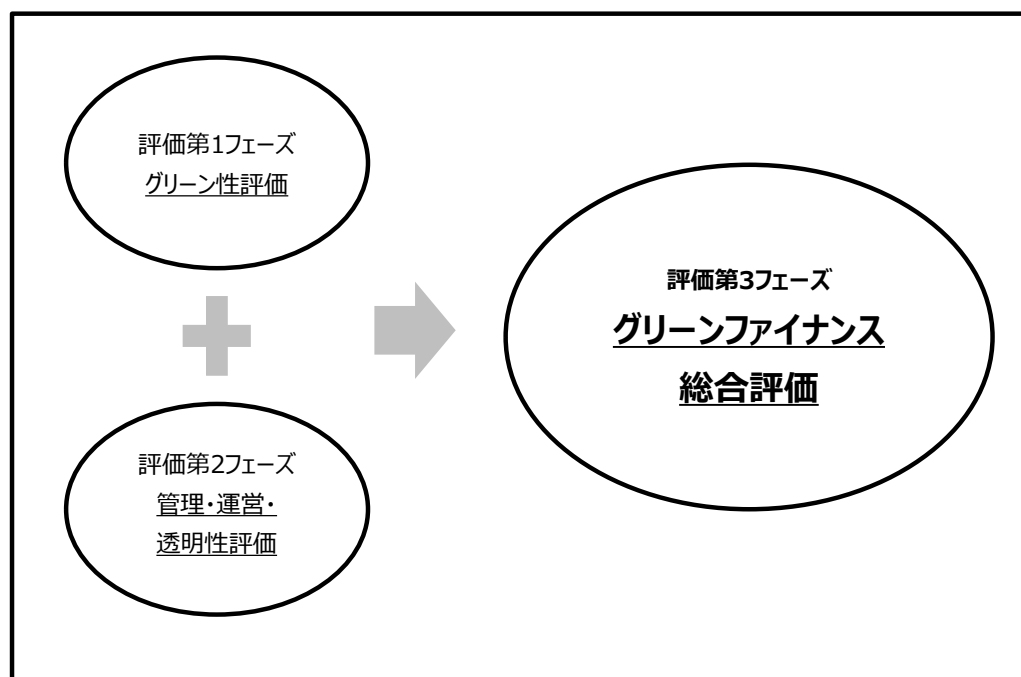 評価第1フェーズ
グリーン性評価
評価第2フェーズ
管理・運営・
透明性評価
評価第3フェーズ
グリーンファイナンス
総合評価